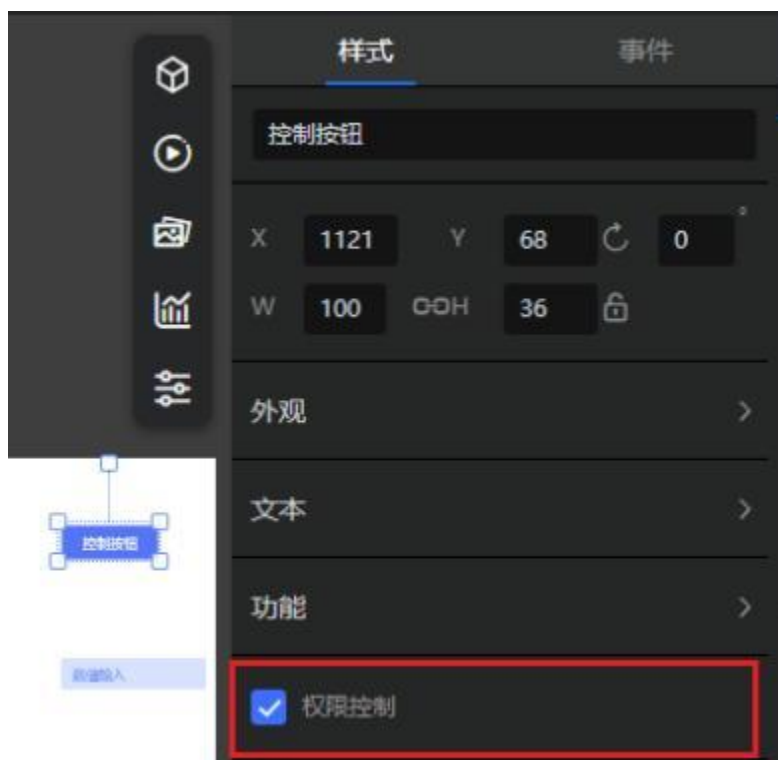 样式 事件
控制按钮
X 1121 Y 68 0 °
W 100 H 36
外观
文本
控制按钮
功能
数值输入
权限控制